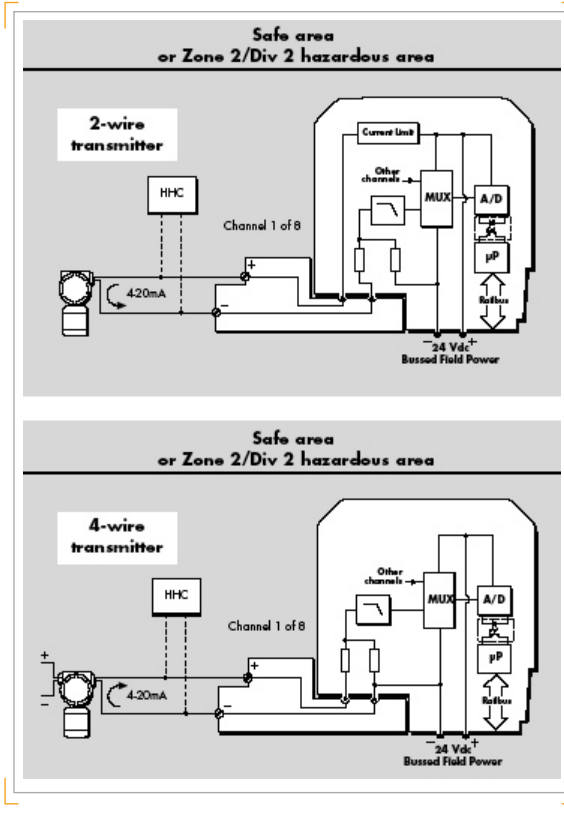 Safe area
or Zone 2/Div 2 hazardous area
2-wire
transmitter
HHC
Channel 1 of 8
4-20mA
+
−
Current Limit
Other
channels
MUX
A/D
µP
Railbus
− 24 Vdc +
Bussed Field Power
Safe area
or Zone 2/Div 2 hazardous area
4-wire
transmitter
HHC
Channel 1 of 8
+
−
4-20mA
+
−
Other
channels
MUX
A/D
µP
Railbus
− 24 Vdc +
Bussed Field Power